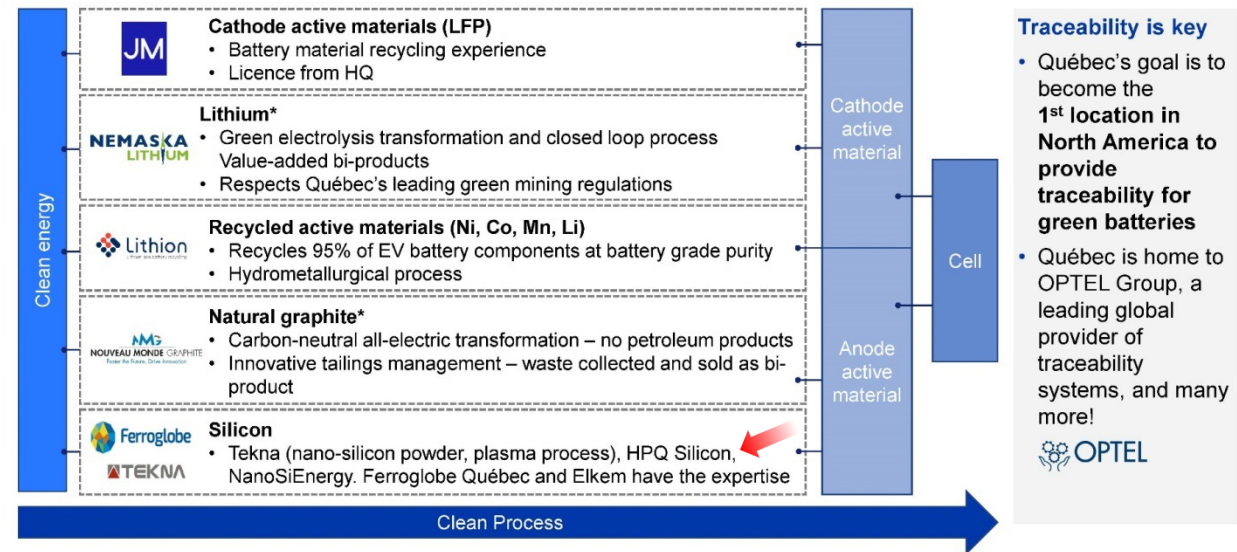 Clean energy
JM
Cathode active materials (LFP)
• Battery material recycling experience
• Licence from HQ
NEMASKA
LITHIUM
Lithium*
• Green electrolysis transformation and closed loop process
Value-added bi-products
• Respects Québec's leading green mining regulations
Lithion
Recycled active materials (Ni, Co, Mn, Li)
• Recycles 95% of EV battery components at battery grade purity
• Hydrometallurgical process
NMG
NOUVEAU MONDE GRAPHITE
Natural graphite*
• Carbon-neutral all-electric transformation – no petroleum products
• Innovative tailings management – waste collected and sold as bi-
product
Ferroglobe
TEKNA
Silicon
• Tekna (nano-silicon powder, plasma process), HPQ Silicon,
NanoSiEnergy. Ferroglobe Québec and Elkem have the expertise
Cathode
active
material
Anode
active
material
Cell
Clean Process
Traceability is key
• Québec's goal is to
become the
1st location in
North America to
provide
traceability for
green batteries
• Québec is home to
OPTEL Group, a
leading global
provider of
traceability
systems, and many
more!
OPTEL